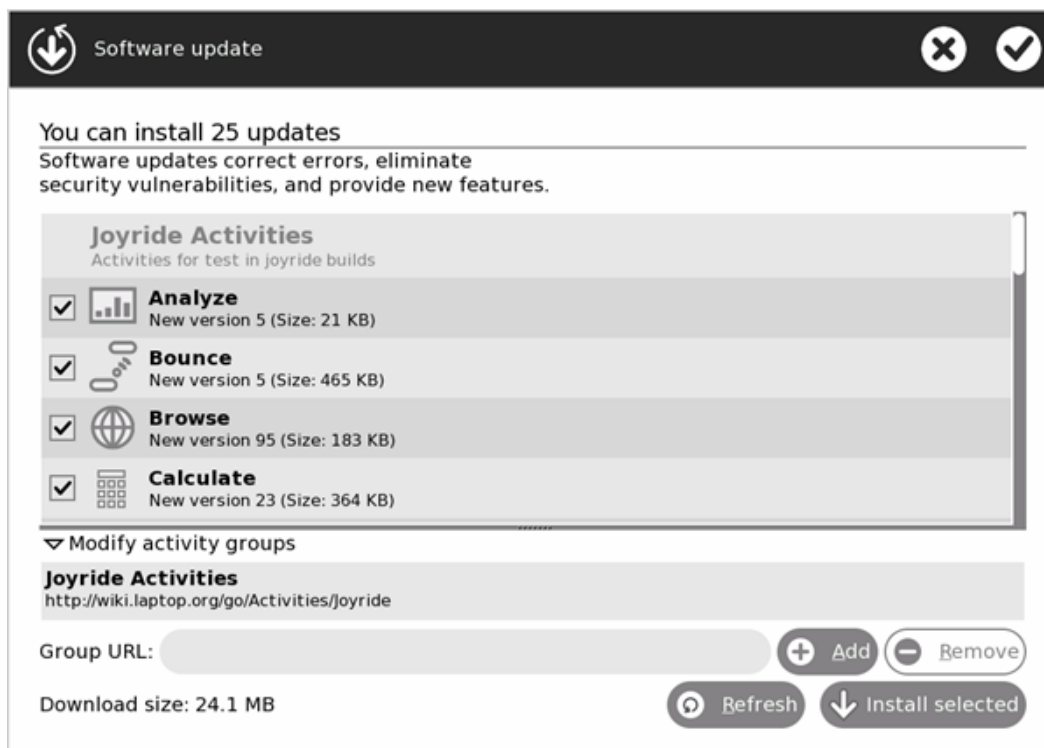 Software update
You can install 25 updates
Software updates correct errors, eliminate
security vulnerabilities, and provide new features.
Joyride Activities
Activities for test in joyride builds
Analyze
New version 5 (Size: 21 KB)
Bounce
New version 5 (Size: 465 KB)
Browse
New version 95 (Size: 183 KB)
Calculate
New version 23 (Size: 364 KB)
Modify activity groups
Joyride Activities
http://wiki.laptop.org/go/Activities/Joyride
Group URL: Add Remove
Download size: 24.1 MB Refresh Install selected